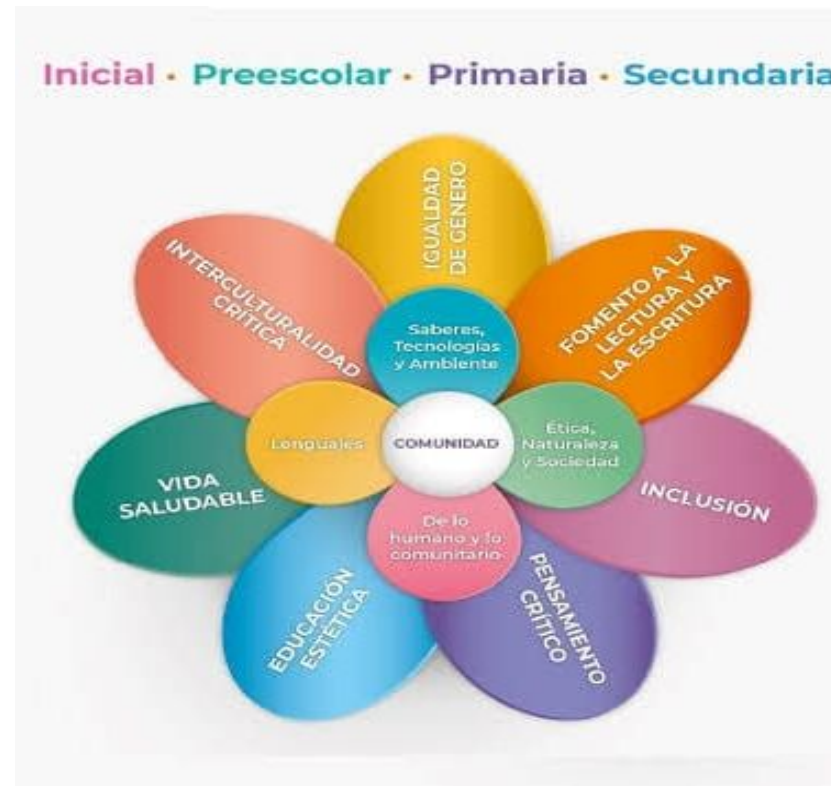 Inicial · Preescolar · Primaria · Secundaria
IGUALDAD
DE GÉNERO
INTERCULTURALIDAD
CRÍTICA
FOMENTO A LA
LECTURA Y
LA ESCRITURA
Saberes,
Tecnologías
y Ambiente
Lenguajes
COMUNIDAD
Ética,
Naturaleza
y Sociedad
VIDA
SALUDABLE
INCLUSIÓN
De lo
humano y lo
comunitario
EDUCACIÓN
ESTÉTICA
PENSAMIENTO
CRÍTICO